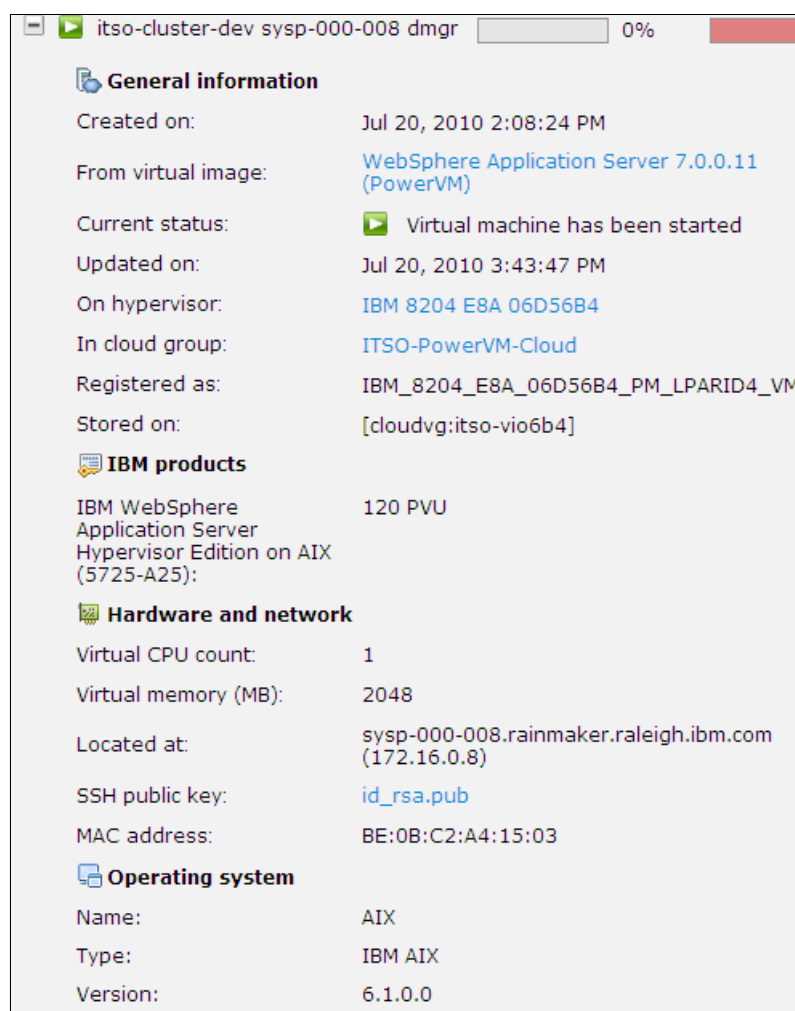 itso-cluster-dev sysp-000-008 dmgr 0%
General information
Created on: Jul 20, 2010 2:08:24 PM
From virtual image: WebSphere Application Server 7.0.0.11
(PowerVM)
Current status: Virtual machine has been started
Updated on: Jul 20, 2010 3:43:47 PM
On hypervisor: IBM 8204 E8A 06D56B4
In cloud group: ITSO-PowerVM-Cloud
Registered as: IBM_8204_E8A_06D56B4_PM_LPARID4_VM
Stored on: [cloudvg:itso-vio6b4]
IBM products
IBM WebSphere 120 PVU
Application Server
Hypervisor Edition on AIX
(5725-A25):
Hardware and network
Virtual CPU count: 1
Virtual memory (MB): 2048
Located at: sysp-000-008.rainmaker.raleigh.ibm.com
(172.16.0.8)
SSH public key: id_rsa.pub
MAC address: BE:0B:C2:A4:15:03
Operating system
Name: AIX
Type: IBM AIX
Version: 6.1.0.0